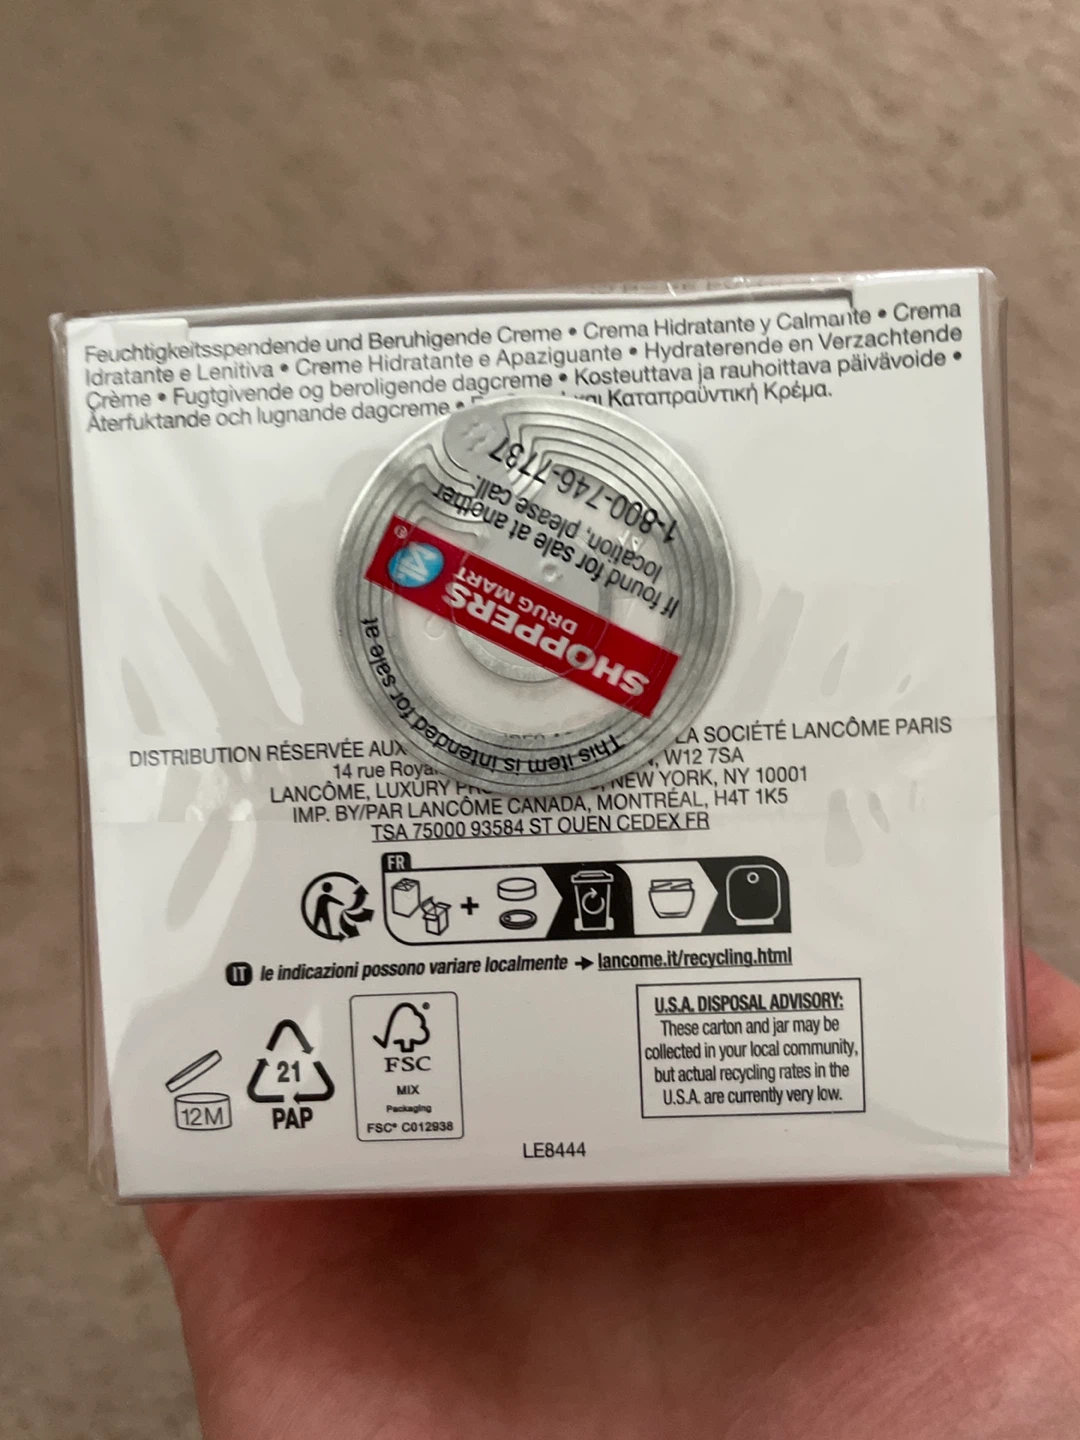 Feuchtigkeitsspendende und Beruhigende Creme • Crema Hidratante y Calmante • Crema
Idratante e Lenitiva • Creme Hidratante e Apaziguante • Hydraterende en Verzachtende
Crème • Fugtgivende og beroligende dagcreme • Kosteuttava ja rauhoittava päivävoide •
Återfuktande och lugnande dagcreme • Καταπραϋντική Κρέμα.
1-800-746-7737
If found for sale at another
location, please call.
SHOPPERS
DRUG MART
This item is intended for sale at
DISTRIBUTION RÉSERVÉE AUX LA SOCIÉTÉ LANCÔME PARIS
14 rue W12 7SA
LANCÔME, LUXURY NEW YORK, NY 10001
IMP. BY/PAR LANCÔME CANADA, MONTRÉAL, H4T 1K5
TSA 75000 93584 ST OUEN CEDEX FR
FR
IT le indicazioni possono variare localmente → lancome.it/recycling.html
U.S.A. DISPOSAL ADVISORY:
These carton and jar may be
collected in your local community,
but actual recycling rates in the
U.S.A. are currently very low.
12M
21
PAP
FSC
MIX
Packaging
FSC® C012938
LE8444